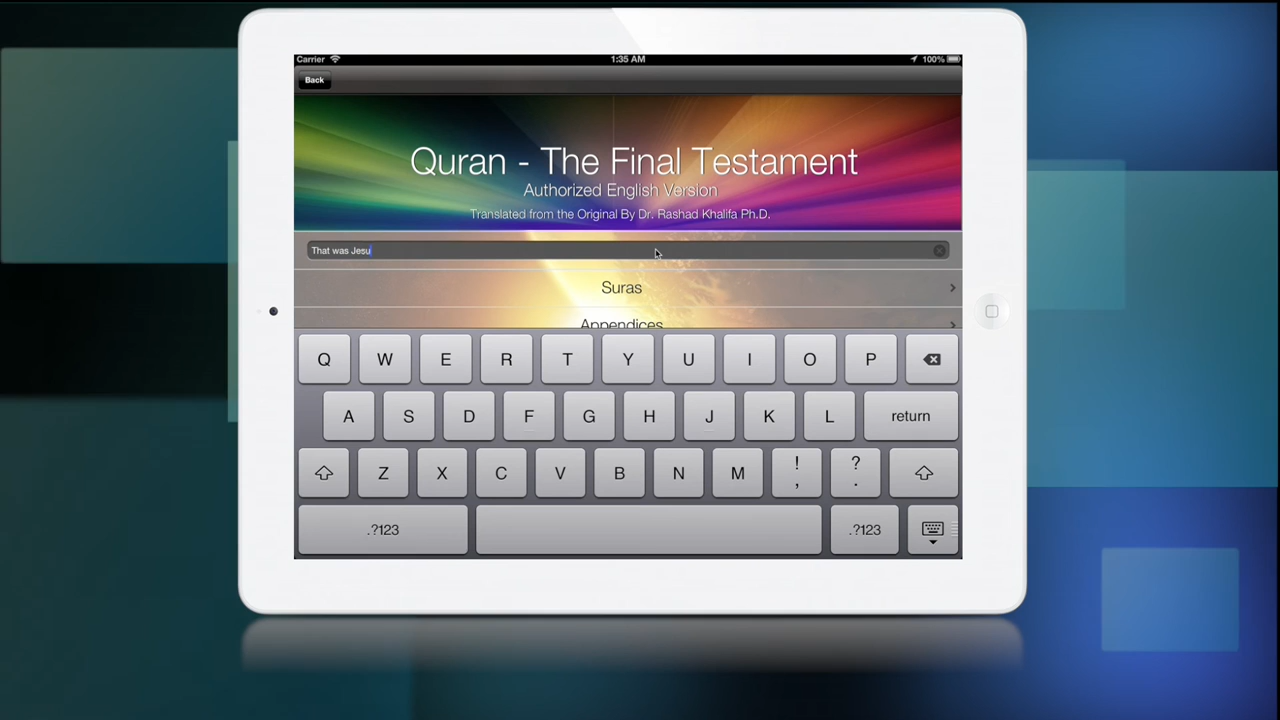 Carrier 1:35 AM 100%
Back
Quran - The Final Testament
Authorized English Version
Translated from the Original By Dr. Rashad Khalifa Ph.D.
That was Jesu
Suras
Appendices
Q W E R T Y U I O P
A S D F G H J K L return
Z X C V B N M ! , ? .
.?123 .?123